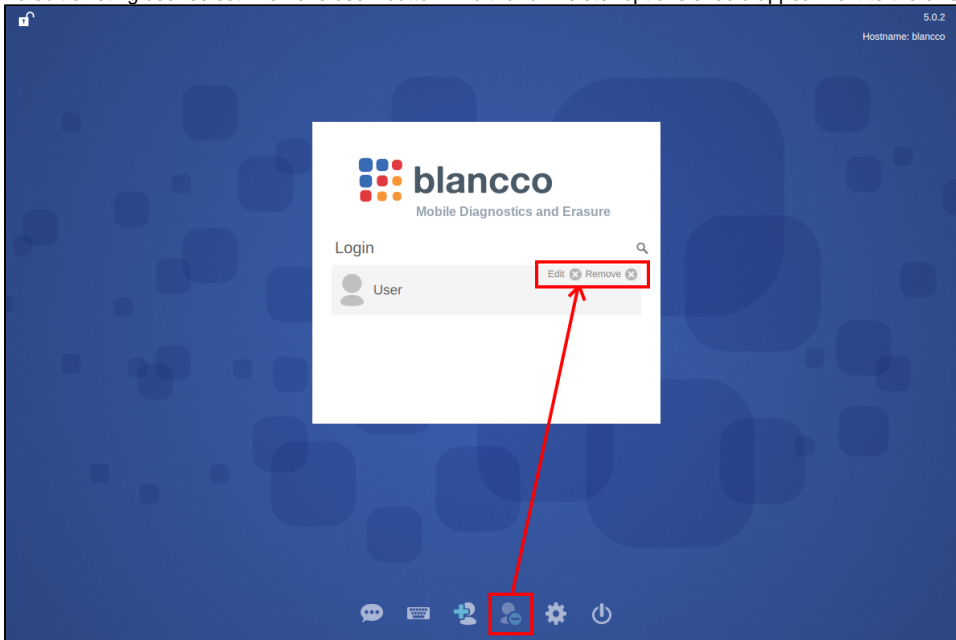 5.0.2
Hostname: blancco
blancco
Mobile Diagnostics and Erasure
Login
Edit Remove
User